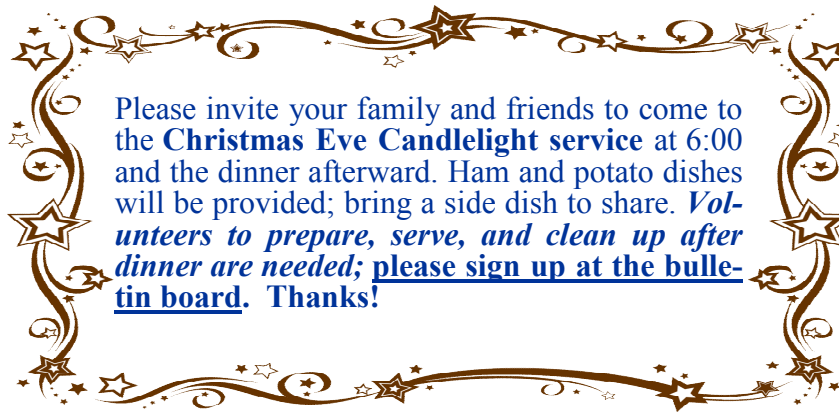 Please invite your family and friends to come to
the Christmas Eve Candlelight service at 6:00
and the dinner afterward. Ham and potato dishes
will be provided; bring a side dish to share. Vol-
unteers to prepare, serve, and clean up after
dinner are needed; please sign up at the bulle-
tin board.  Thanks!